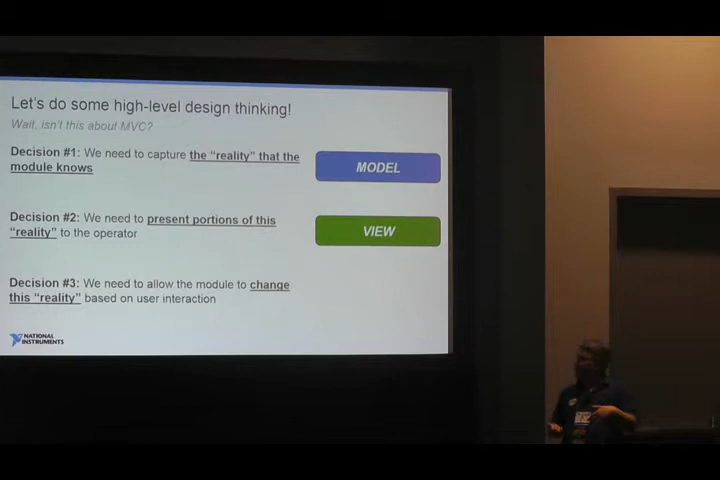 Let's do some high-level design thinking!
Wait, isn't this about MVC?
Decision #1: We need to capture the "reality" that the
module knows
MODEL
Decision #2: We need to present portions of this
"reality" to the operator
VIEW
Decision #3: We need to allow the module to change
this "reality" based on user interaction
NATIONAL
INSTRUMENTS